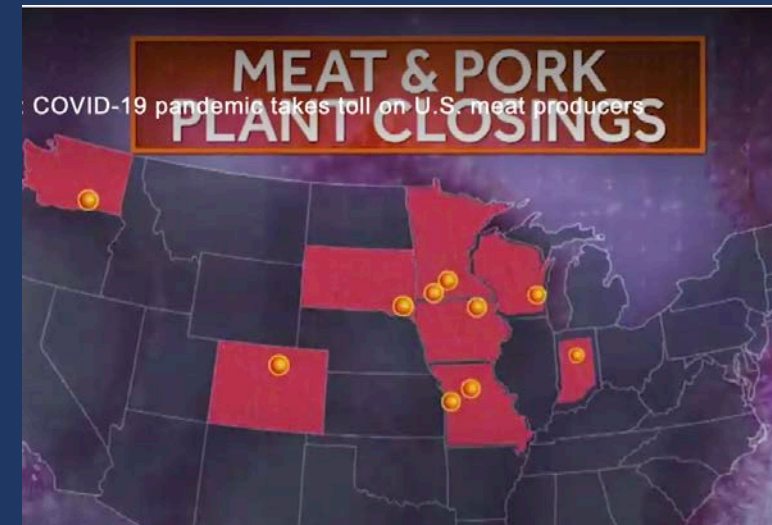 MEAT & PORK
: COVID-19 pandemic takes toll on U.S. meat producers
PLANT CLOSINGS